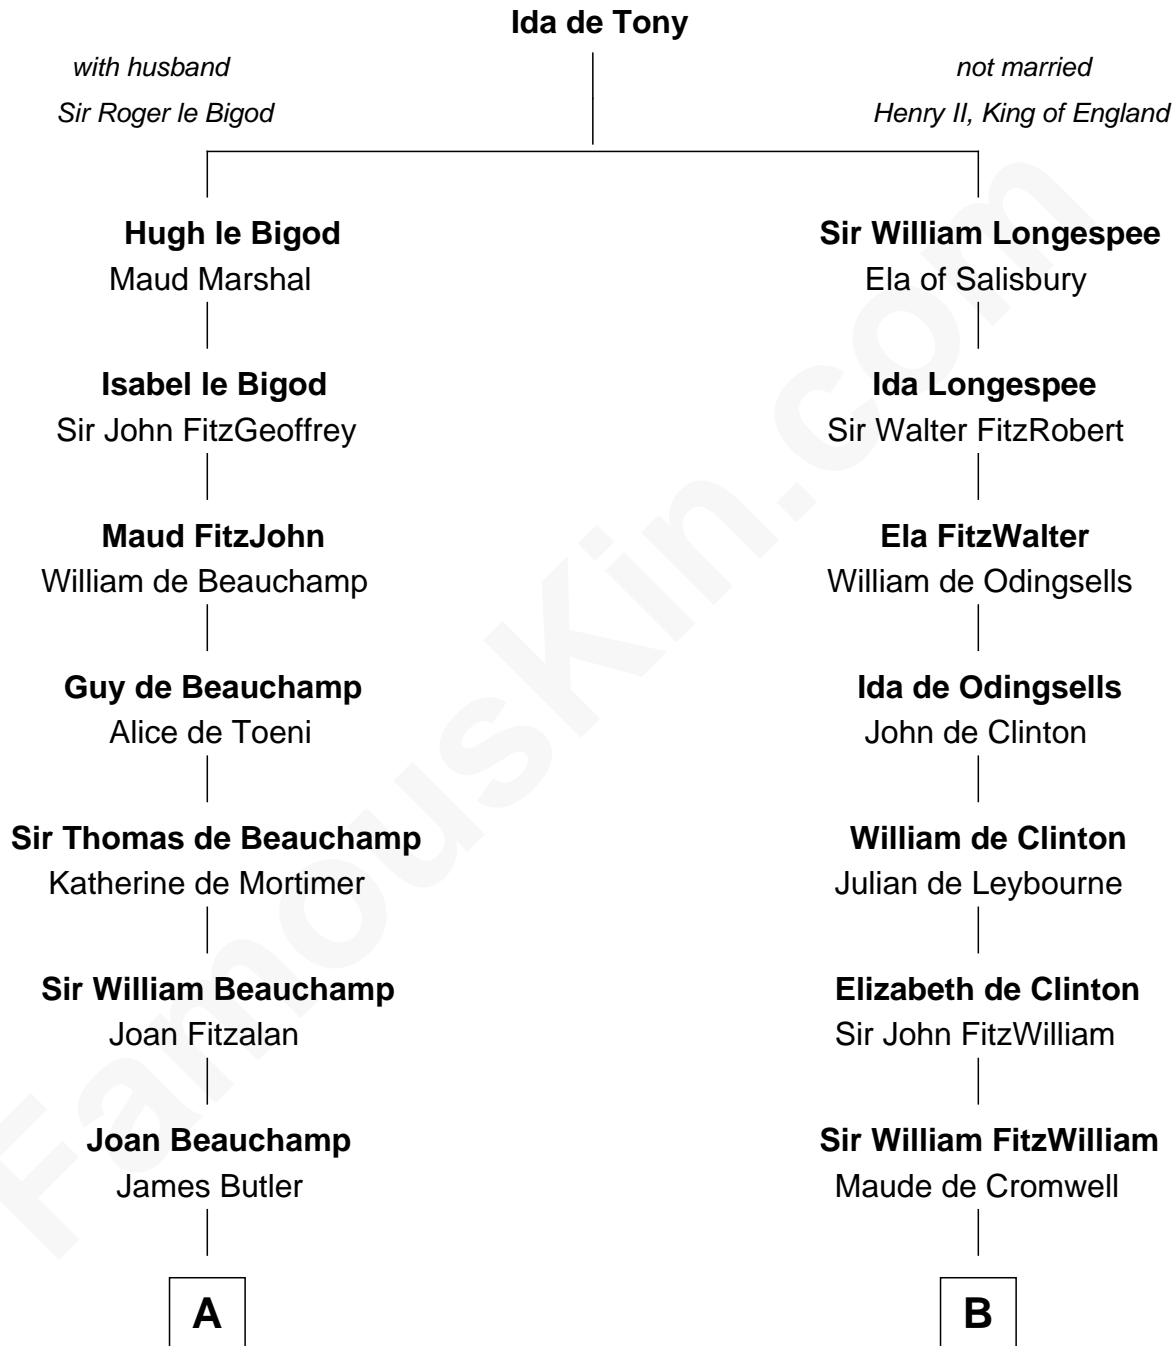 Ida de Tony
with husband
Sir Roger le Bigod
not married
Henry II, King of England
Hugh le Bigod
Maud Marshal
Sir William Longespee
Ela of Salisbury
Isabel le Bigod
Sir John FitzGeoffrey
Ida Longespee
Sir Walter FitzRobert
Maud FitzJohn
William de Beauchamp
Ela FitzWalter
William de Odingsells
Guy de Beauchamp
Alice de Toeni
Ida de Odingsells
John de Clinton
Sir Thomas de Beauchamp
Katherine de Mortimer
William de Clinton
Julian de Leybourne
Sir William Beauchamp
Joan Fitzalan
Elizabeth de Clinton
Sir John FitzWilliam
Joan Beauchamp
James Butler
Sir William FitzWilliam
Maude de Cromwell
A
B
FamousKin.com